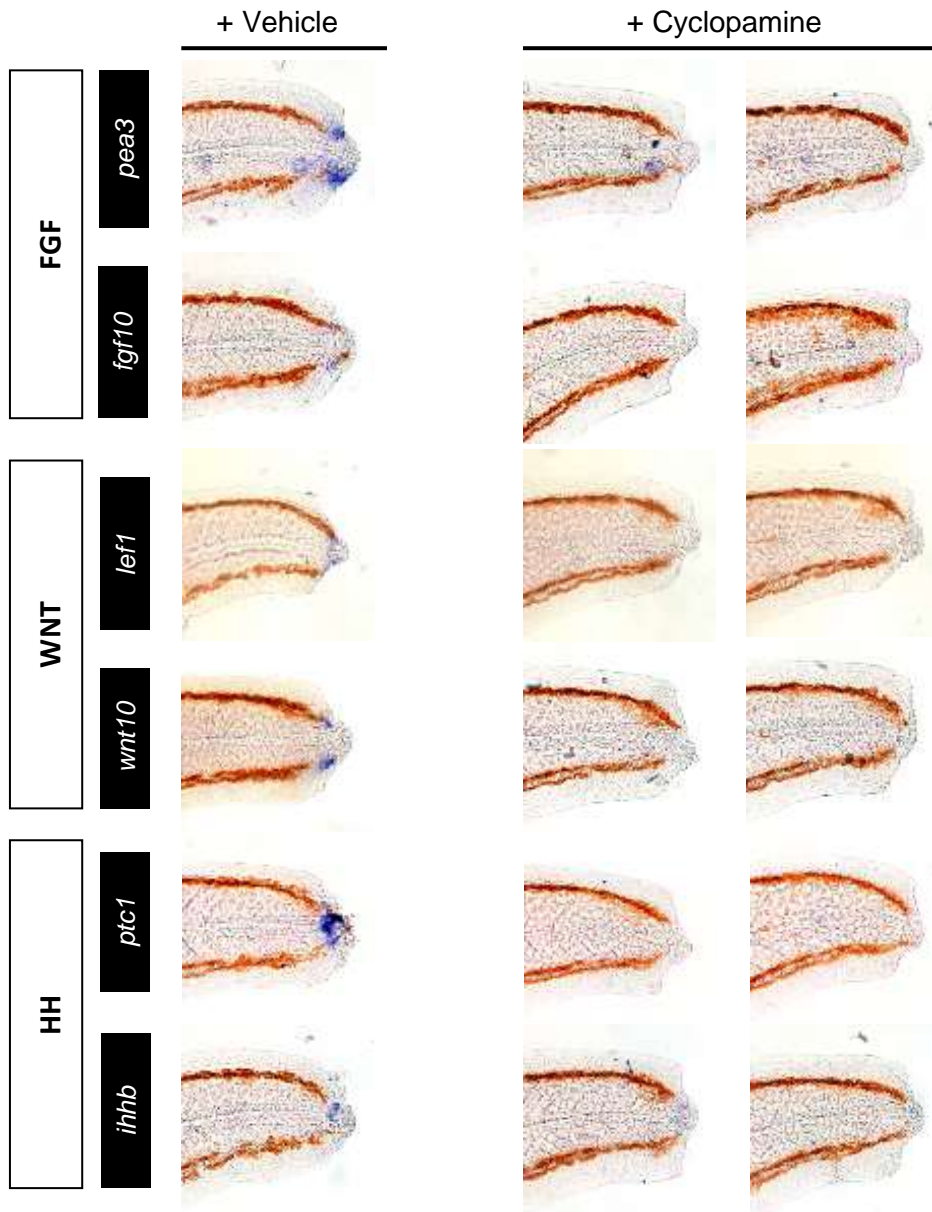 + Vehicle
+ Cyclopamine
FGF
pea3
fgf10
WNT
lef1
wnt10
HH
ptc1
ihhb